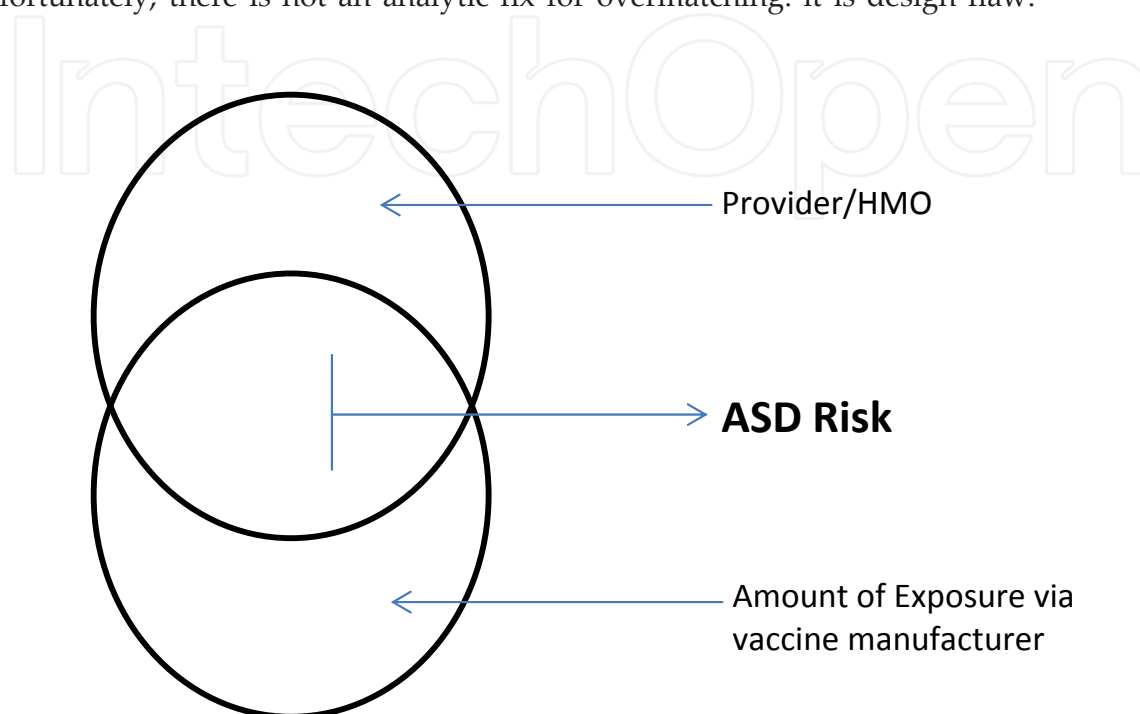 fortunately, there is not an analytic fix for overmatching. It is design flaw.
IntechOpen
Provider/HMO
ASD Risk
Amount of Exposure via
vaccine manufacturer